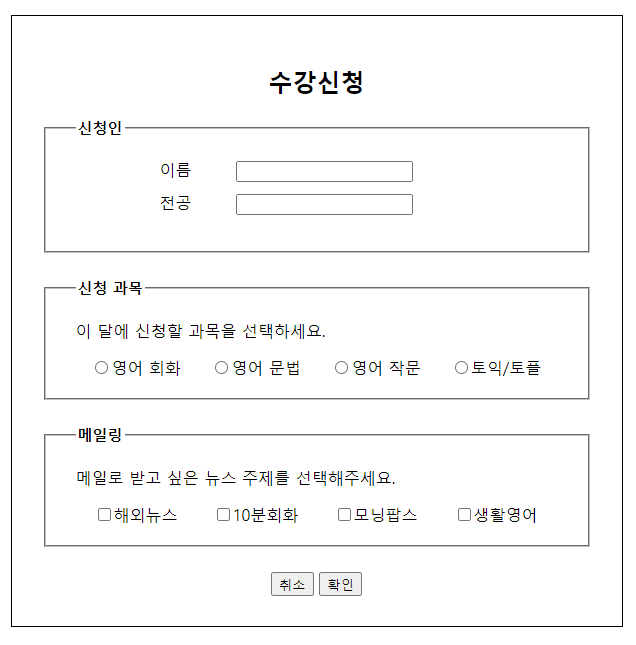 수강신청
신청인
이름
전공
신청 과목
이 달에 신청할 과목을 선택하세요.
영어 회화 영어 문법 영어 작문 토익/토플
메일링
메일로 받고 싶은 뉴스 주제를 선택해주세요.
해외뉴스 10분회화 모닝팝스 생활영어
취소 확인